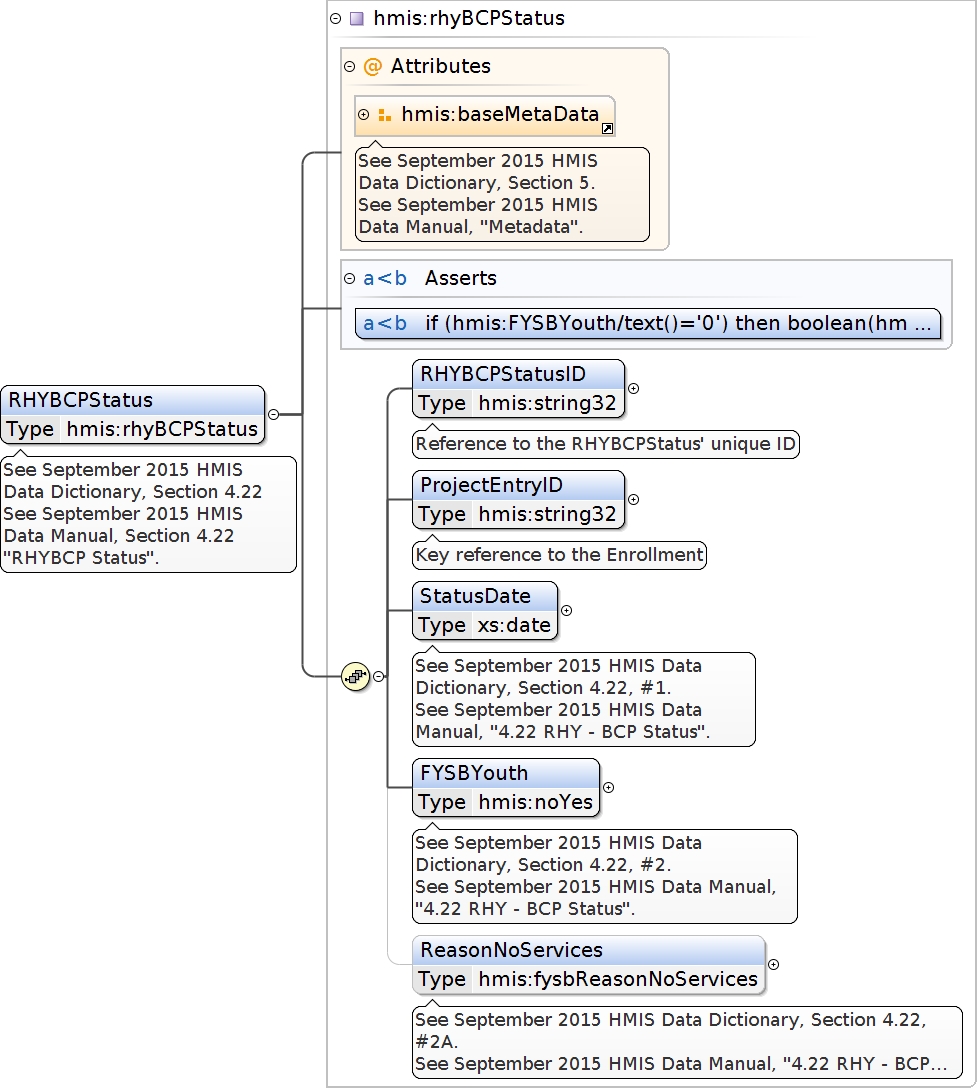 hmis:rhyBCPStatus
@ Attributes
hmis:baseMetaData
See September 2015 HMIS
Data Dictionary, Section 5.
See September 2015 HMIS
Data Manual, "Metadata".
a<b Asserts
a<b if (hmis:FYSBYouth/text()='0') then boolean(hm ...
RHYBCPStatus
Type hmis:rhyBCPStatus
See September 2015 HMIS
Data Dictionary, Section 4.22
See September 2015 HMIS
Data Manual, Section 4.22
"RHYBCP Status".
RHYBCPStatusID
Type hmis:string32
Reference to the RHYBCPStatus' unique ID
ProjectEntryID
Type hmis:string32
Key reference to the Enrollment
StatusDate
Type xs:date
See September 2015 HMIS Data
Dictionary, Section 4.22, #1.
See September 2015 HMIS Data
Manual, "4.22 RHY - BCP Status".
FYSBYouth
Type hmis:noYes
See September 2015 HMIS Data
Dictionary, Section 4.22, #2.
See September 2015 HMIS Data Manual,
"4.22 RHY - BCP Status".
ReasonNoServices
Type hmis:fysbReasonNoServices
See September 2015 HMIS Data Dictionary, Section 4.22,
#2A.
See September 2015 HMIS Data Manual, "4.22 RHY - BCP...